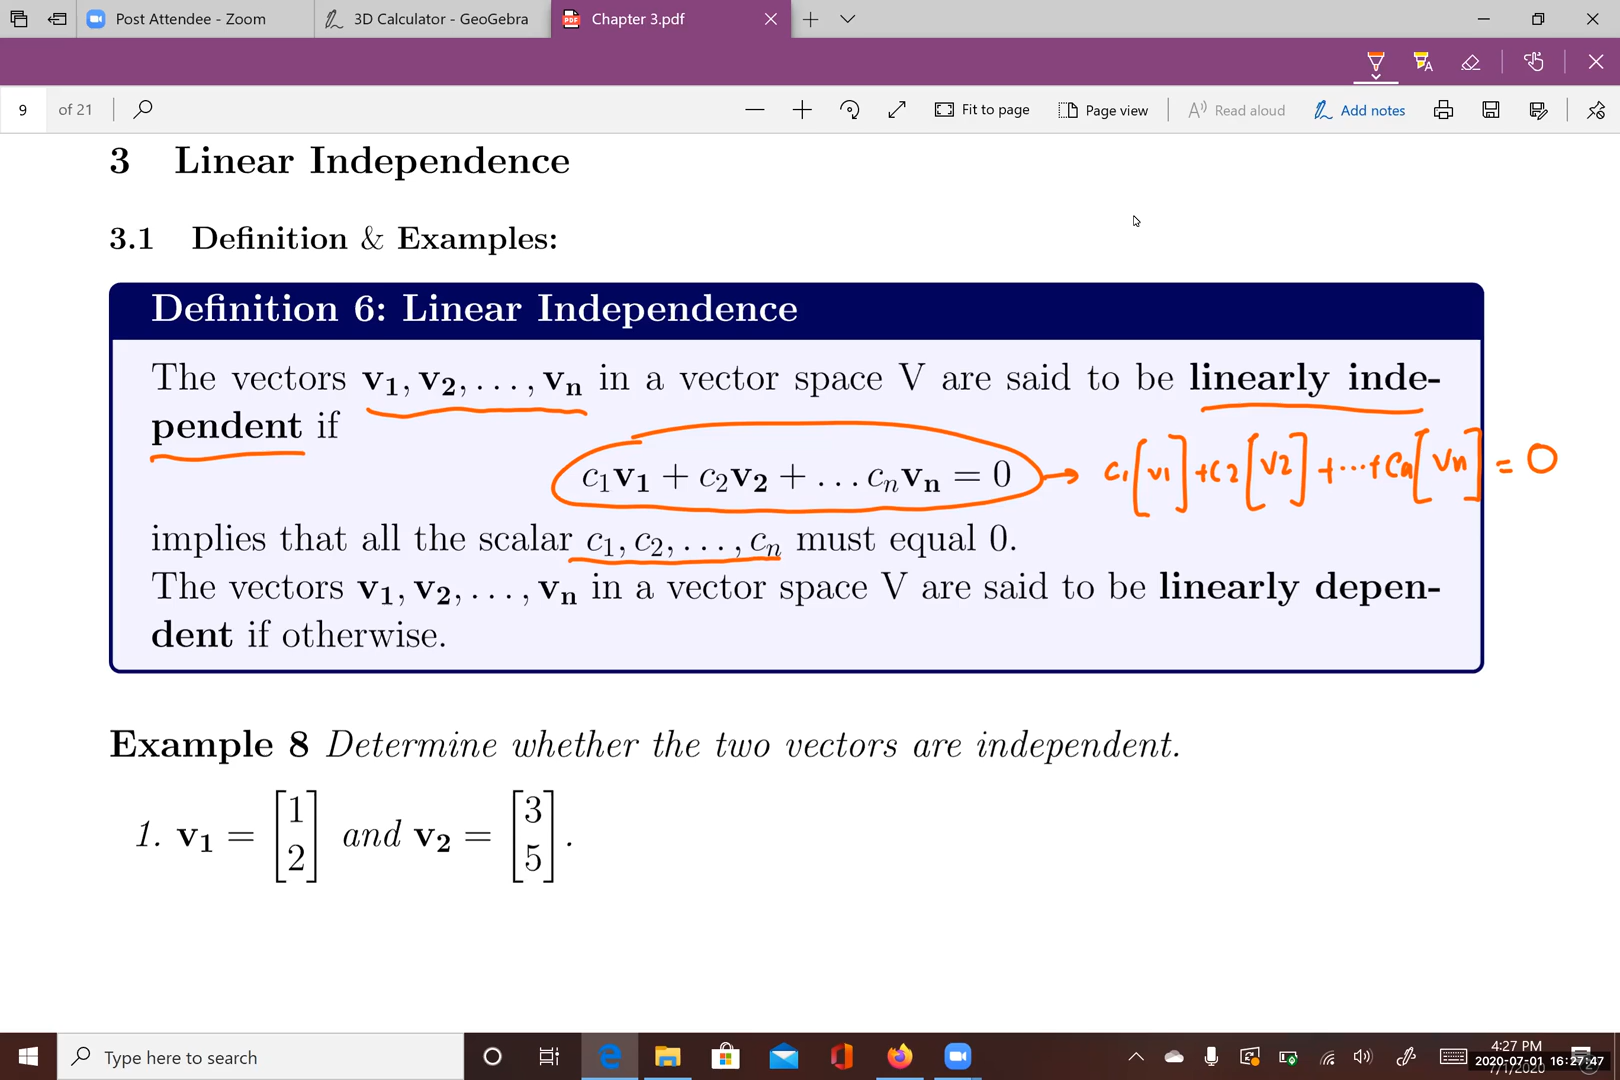 Post Attendee - Zoom
3D Calculator - GeoGebra
Chapter 3.pdf
9 of 21
Fit to page
Page view
Read aloud
Add notes
3 Linear Independence
3.1 Definition & Examples:
Definition 6: Linear Independence
The vectors v₁, v₂, . . . , vₙ in a vector space V are said to be linearly inde-
pendent if
c₁v₁ + c₂v₂ + . . . cₙvₙ = 0
→ c₁[v1] + c2[v2] + ... + cn[vn] = 0
implies that all the scalar c₁, c₂, . . . , cₙ must equal 0.
The vectors v₁, v₂, . . . , vₙ in a vector space V are said to be linearly depen-
dent if otherwise.
Example 8 Determine whether the two vectors are independent.
1. v₁ = [1 2] and v₂ = [3 5].
Type here to search
4:27 PM
2020-07-01 16:27:47